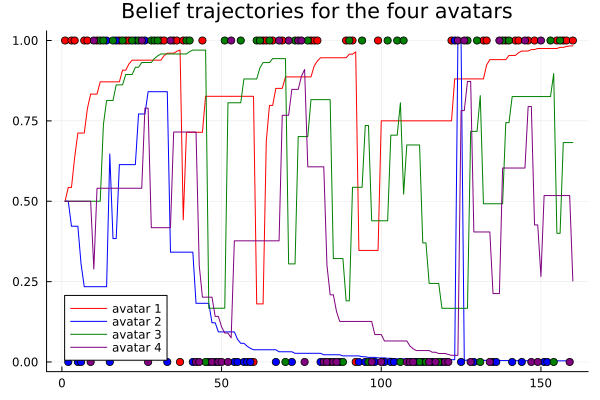 Belief trajectories for the four avatars
1.00
0.75
0.50
0.25
0.00
avatar 1
avatar 2
avatar 3
avatar 4
0 50 100 150